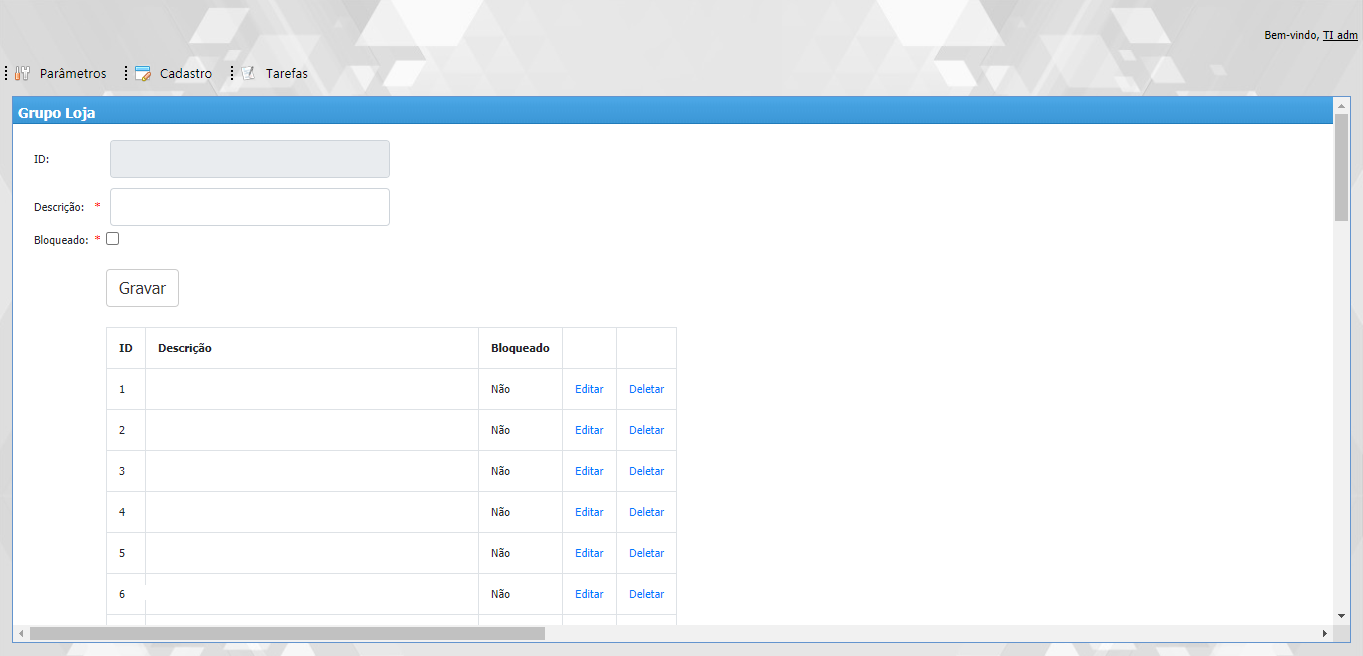 Bem-vindo, TI adm
Parâmetros Cadastro Tarefas
Grupo Loja
ID:
Descrição: *
Bloqueado: *
Gravar
ID Descrição Bloqueado
1 Não Editar Deletar
2 Não Editar Deletar
3 Não Editar Deletar
4 Não Editar Deletar
5 Não Editar Deletar
6 Não Editar Deletar